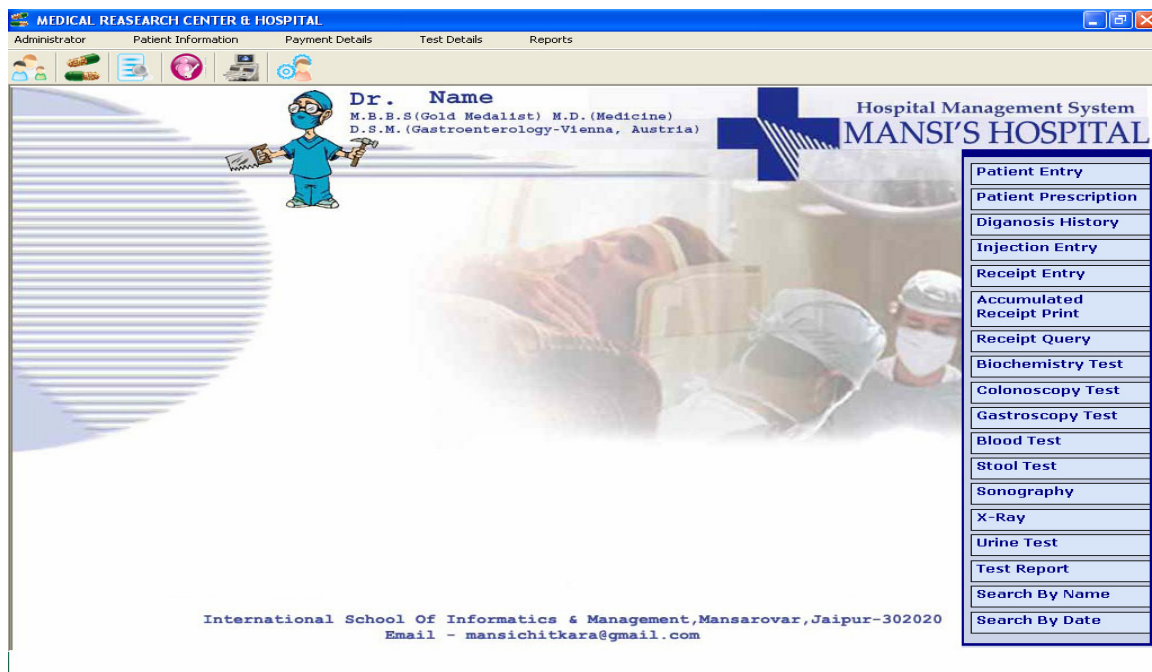 MEDICAL REASEARCH CENTER & HOSPITAL
Administrator Patient Information Payment Details Test Details Reports
Dr. Name
M.B.B.S(Gold Medalist) M.D.(Medicine)
D.S.M.(Gastroenterology-Vienna, Austria)
Hospital Management System
MANSI'S HOSPITAL
Patient Entry
Patient Prescription
Diganosis History
Injection Entry
Receipt Entry
Accumulated
Receipt Print
Receipt Query
Biochemistry Test
Colonoscopy Test
Gastroscopy Test
Blood Test
Stool Test
Sonography
X-Ray
Urine Test
Test Report
Search By Name
Search By Date
International School Of Informatics & Management,Mansarovar,Jaipur-302020
Email - mansichitkara@gmail.com